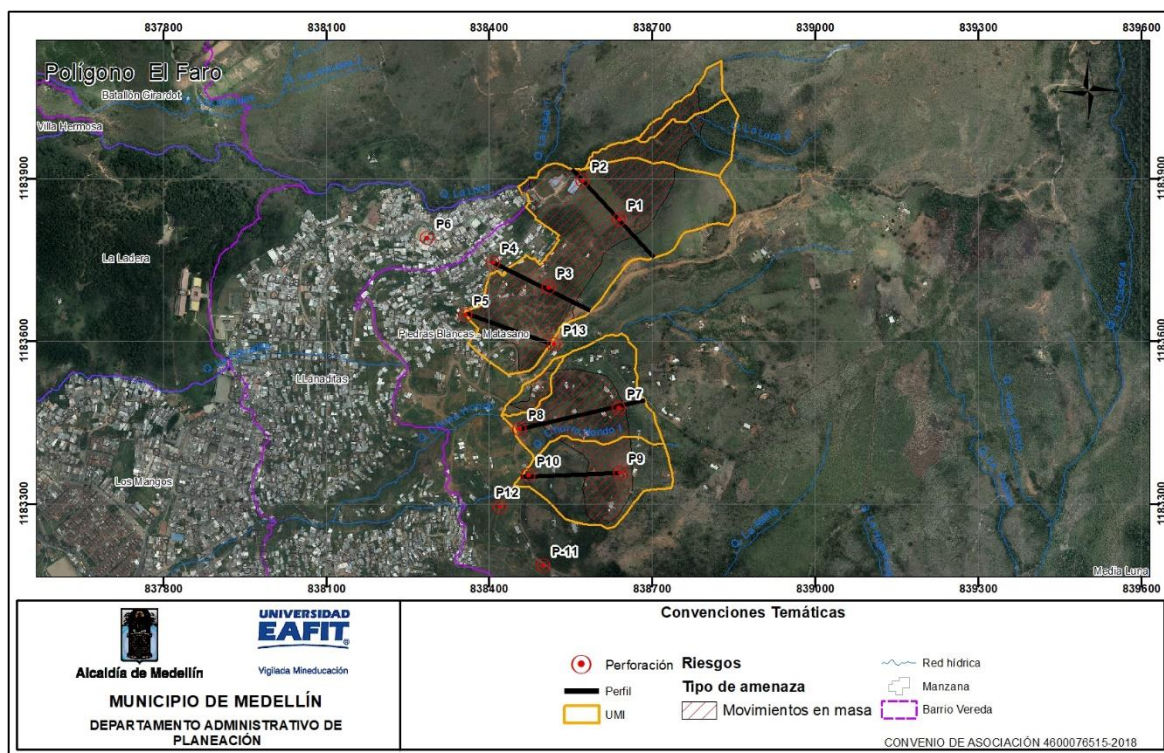 837800 838100 838400 838700 839000 839300 839600
Polígono El Faro
Batallón Girardot
Villa Hermosa
1183900 1183900
P2
P1
P6
La Ladera
P4
P3
P5
P13
Piedras Blancas - Matasano
1183600 1183600
LLanaditas
P7
P8
Los Mangos
P10
P9
P12
1183300 1183300
P-11
Media Luna
837800 838100 838400 838700 839000 839300 839600
Alcaldía de Medellín
UNIVERSIDAD
EAFIT
Vigilada Mineducación
MUNICIPIO DE MEDELLÍN
DEPARTAMENTO ADMINISTRATIVO DE
PLANEACIÓN
Convenciones Temáticas
Perforación
Perfil
UMI
Riesgos
Tipo de amenaza
Movimientos en masa
Red hídrica
Manzana
Barrio Vereda
CONVENIO DE ASOCIACIÓN 4600076515-2018